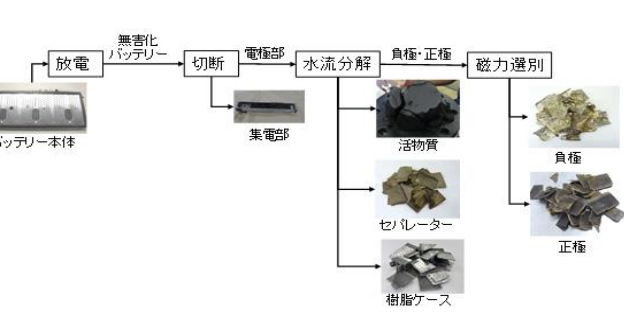 放電
無害化
バッテリー
切断
電極部
水流分解
負極・正極
磁力選別
集電部
バッテリー本体
活物質
セパレーター
樹脂ケース
負極
正極